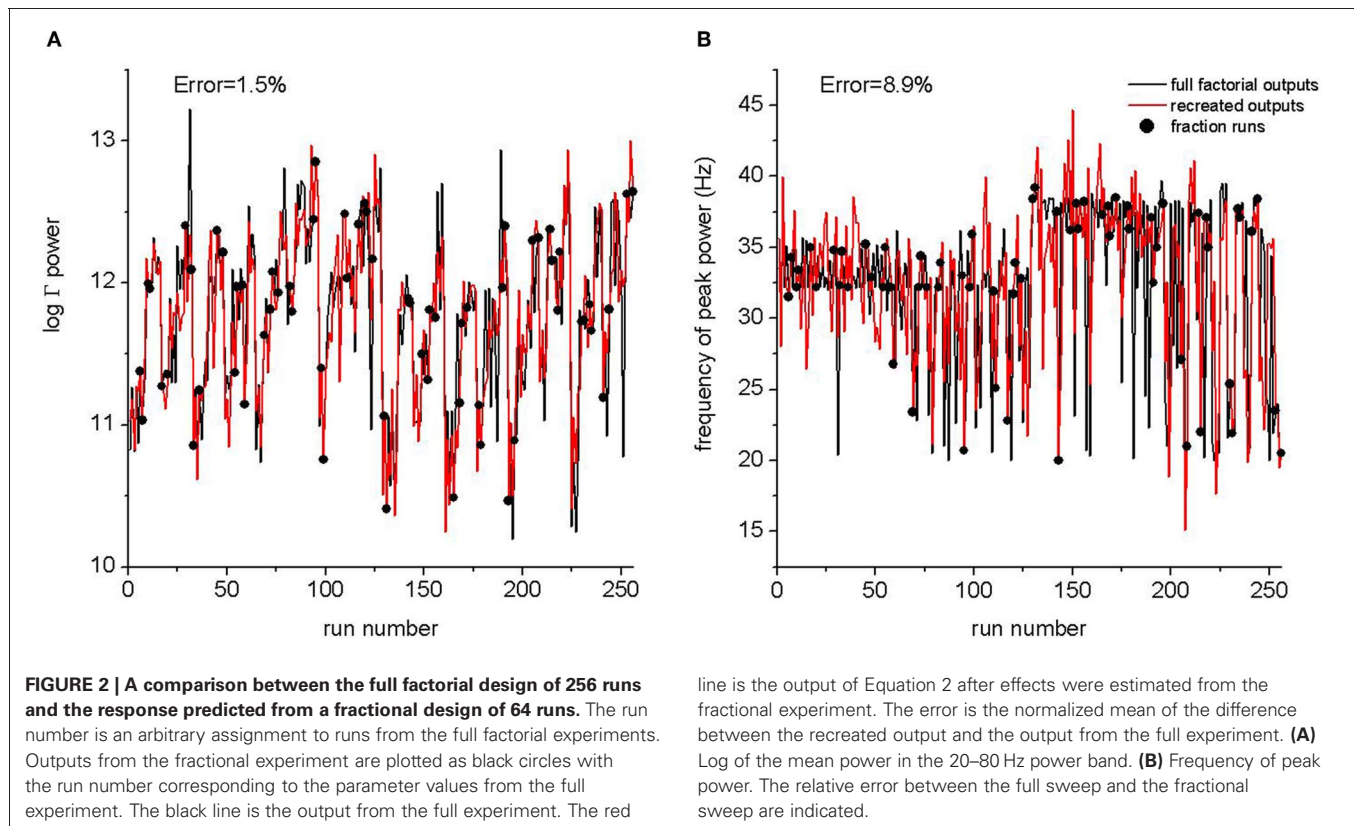 A
Error=1.5%
13
12
11
10
log Γ power
0
50
100
150
200
250
run number
B
Error=8.9%
full factorial outputs
recreated outputs
fraction runs
45
40
35
30
25
20
15
frequency of peak power (Hz)
0
50
100
150
200
250
run number
FIGURE 2 | A comparison between the full factorial design of 256 runs
and the response predicted from a fractional design of 64 runs. The run
number is an arbitrary assignment to runs from the full factorial experiments.
Outputs from the fractional experiment are plotted as black circles with
the run number corresponding to the parameter values from the full
experiment. The black line is the output from the full experiment. The red
line is the output of Equation 2 after effects were estimated from the
fractional experiment. The error is the normalized mean of the difference
between the recreated output and the output from the full experiment. (A)
Log of the mean power in the 20–80 Hz power band. (B) Frequency of peak
power. The relative error between the full sweep and the fractional
sweep are indicated.